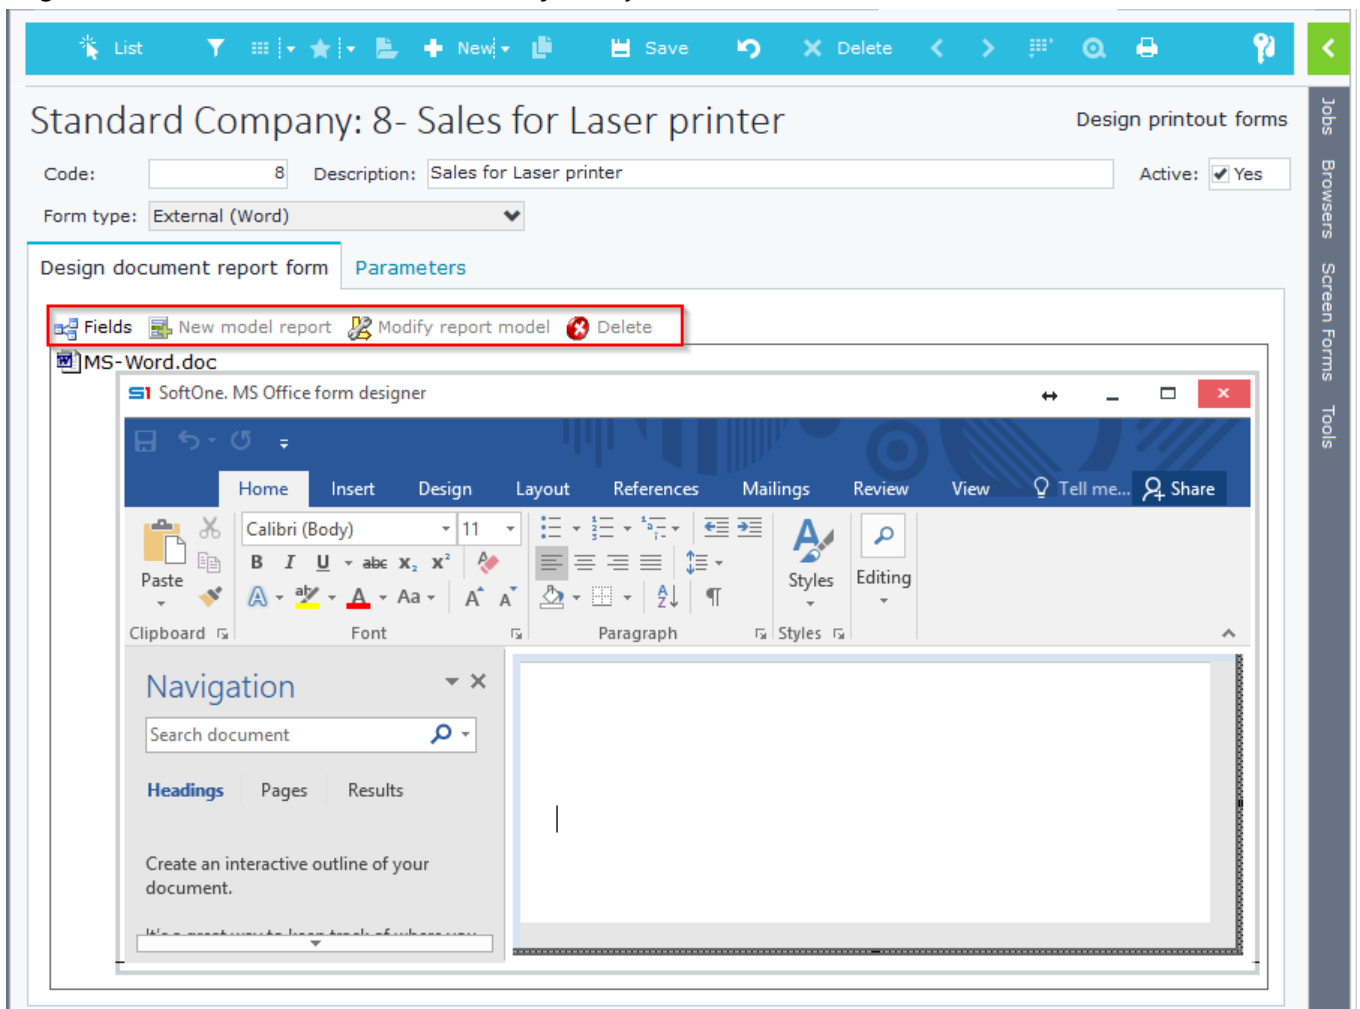 List New Save Delete
Standard Company: 8- Sales for Laser printer
Design printout forms
Code: 8 Description: Sales for Laser printer Active: Yes
Form type: External (Word)
Design document report form Parameters
Fields New model report Modify report model Delete
MS-Word.doc
S1 SoftOne. MS Office form designer
Home Insert Design Layout References Mailings Review View Tell me... Share
Calibri (Body) 11
B I U abc x₂ x²
Paste
A aby A Aa A A
Styles Editing
Clipboard Font Paragraph Styles
Navigation
Search document
Headings Pages Results
Create an interactive outline of your
document.
Jobs
Browsers
Screen Forms
Tools